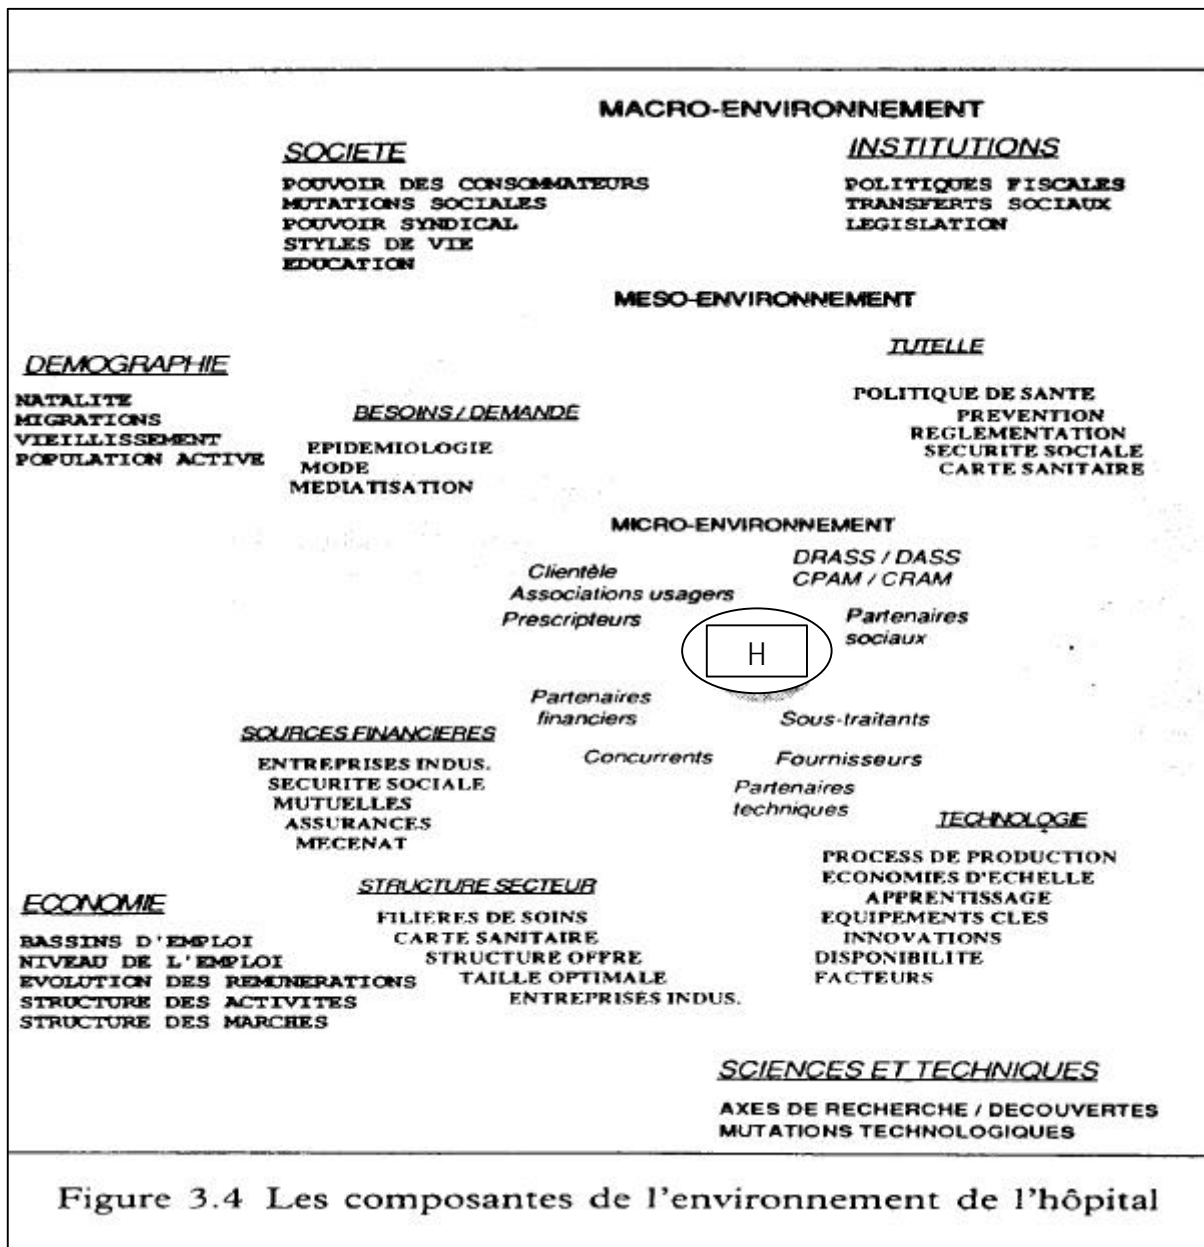 MACRO-ENVIRONNEMENT
SOCIETE
POUVOIR DES CONSOMMATEURS
MUTATIONS SOCIALES
POUVOIR SYNDICAL
STYLES DE VIE
EDUCATION
INSTITUTIONS
POLITIQUES FISCALES
TRANSFERTS SOCIAUX
LEGISLATION
MESO-ENVIRONNEMENT
DEMOGRAPHIE
NATALITE
MIGRATIONS
VIEILLISSEMENT
POPULATION ACTIVE
BESOINS / DEMANDE
EPIDEMIOLOGIE
MODE
MEDIATISATION
TUTELLE
POLITIQUE DE SANTE
PREVENTION
REGLEMENTATION
SECURITE SOCIALE
CARTE SANITAIRE
MICRO-ENVIRONNEMENT
Clientèle
Associations usagers
Prescripteurs
DRASS / DASS
CPAM / CRAM
Partenaires
sociaux
H
Partenaires
financiers
Concurrents
Sous-traitants
Fournisseurs
Partenaires
techniques
SOURCES FINANCIERES
ENTREPRISES INDUS.
SECURITE SOCIALE
MUTUELLES
ASSURANCES
MECENAT
TECHNOLOGIE
PROCESS DE PRODUCTION
ECONOMIES D'ECHELLE
APPRENTISSAGE
EQUIPEMENTS CLES
INNOVATIONS
DISPONIBILITE
FACTEURS
ECONOMIE
BASSINS D'EMPLOI
NIVEAU DE L'EMPLOI
EVOLUTION DES REMUNERATIONS
STRUCTURE DES ACTIVITES
STRUCTURE DES MARCHES
STRUCTURE SECTEUR
FILIERES DE SOINS
CARTE SANITAIRE
STRUCTURE OFFRE
TAILLE OPTIMALE
ENTREPRISES INDUS.
SCIENCES ET TECHNIQUES
AXES DE RECHERCHE / DECOUVERTES
MUTATIONS TECHNOLOGIQUES
Figure 3.4 Les composantes de l'environnement de l'hôpital